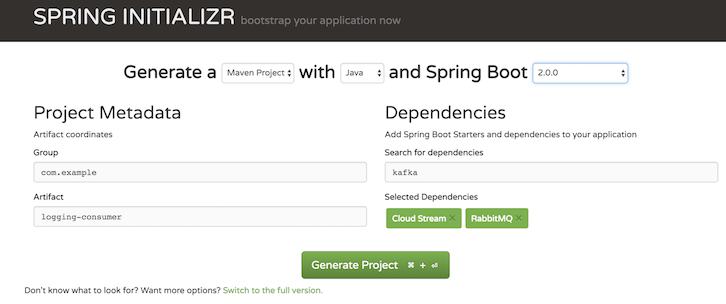 SPRING INITIALIZR bootstrap your application now
Generate a Maven Project with Java and Spring Boot 2.0.0
Project Metadata
Artifact coordinates
Group
com.example
Artifact
logging-consumer
Dependencies
Add Spring Boot Starters and dependencies to your application
Search for dependencies
kafka
Selected Dependencies
Cloud Stream × RabbitMQ ×
Generate Project ⌘ + ⏎
Don't know what to look for? Want more options? Switch to the full version.